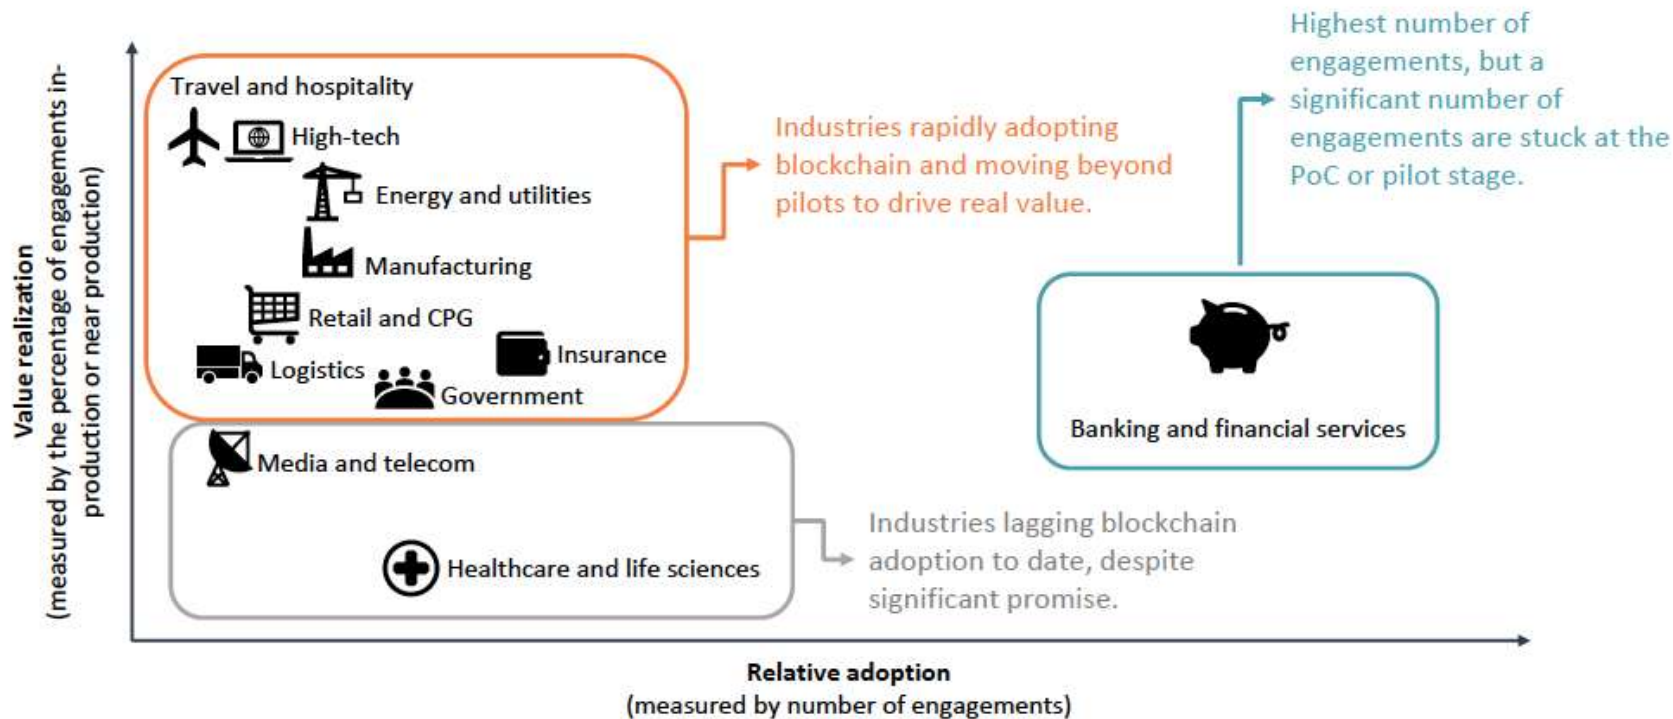 Value realization
(measured by the percentage of engagements in-
production or near production)
Travel and hospitality
High-tech
Energy and utilities
Manufacturing
Retail and CPG
Insurance
Logistics
Government
Media and telecom
Healthcare and life sciences
Industries rapidly adopting
blockchain and moving beyond
pilots to drive real value.
Highest number of
engagements, but a
significant number of
engagements are stuck at the
PoC or pilot stage.
Banking and financial services
Industries lagging blockchain
adoption to date, despite
significant promise.
Relative adoption
(measured by number of engagements)